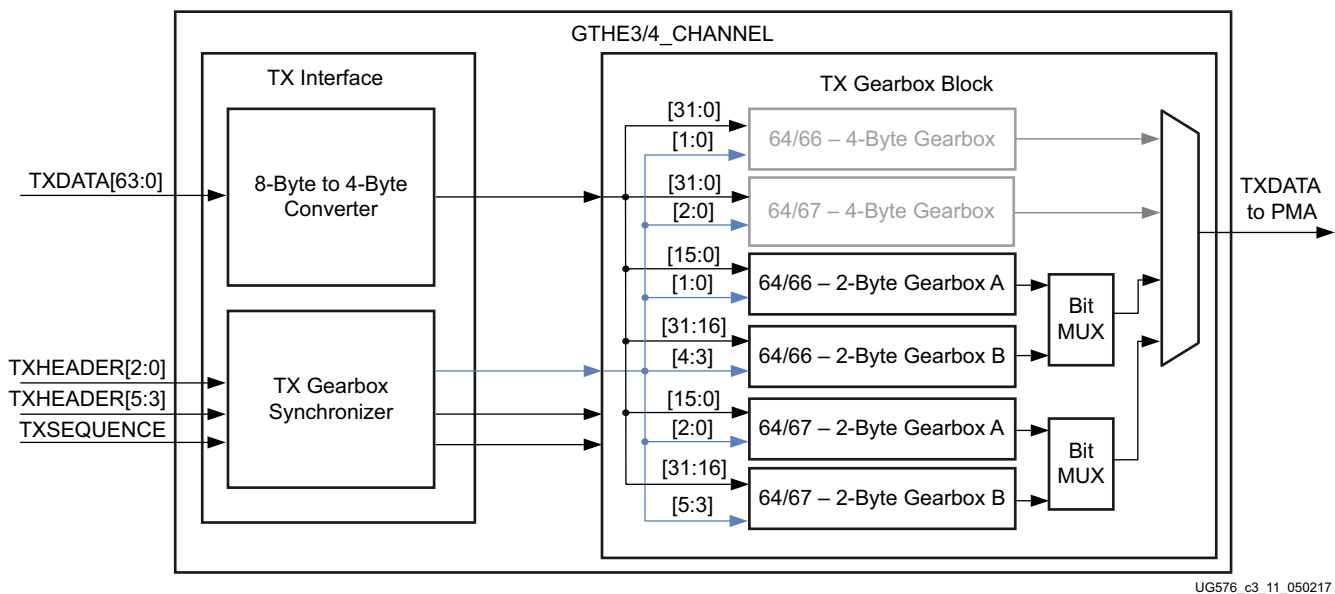 GTHE3/4_CHANNEL
TX Interface
TX Gearbox Block
TXDATA[63:0]
8-Byte to 4-Byte
Converter
TXHEADER[2:0]
TXHEADER[5:3]
TXSEQUENCE
TX Gearbox
Synchronizer
[31:0]
[1:0]
64/66 – 4-Byte Gearbox
[31:0]
[2:0]
64/67 – 4-Byte Gearbox
[15:0]
[1:0]
64/66 – 2-Byte Gearbox A
[31:16]
[4:3]
64/66 – 2-Byte Gearbox B
Bit
MUX
[15:0]
[2:0]
64/67 – 2-Byte Gearbox A
[31:16]
[5:3]
64/67 – 2-Byte Gearbox B
Bit
MUX
TXDATA
to PMA
UG576_c3_11_050217